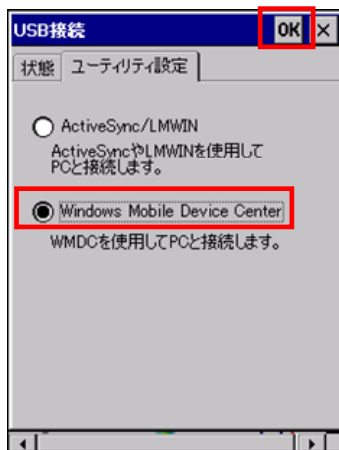 USB接続 OK ×
状態 ユーティリティ設定
ActiveSync/LMWIN
ActiveSyncやLMWINを使用して
PCと接続します。
Windows Mobile Device Center
WMDCを使用してPCと接続します。